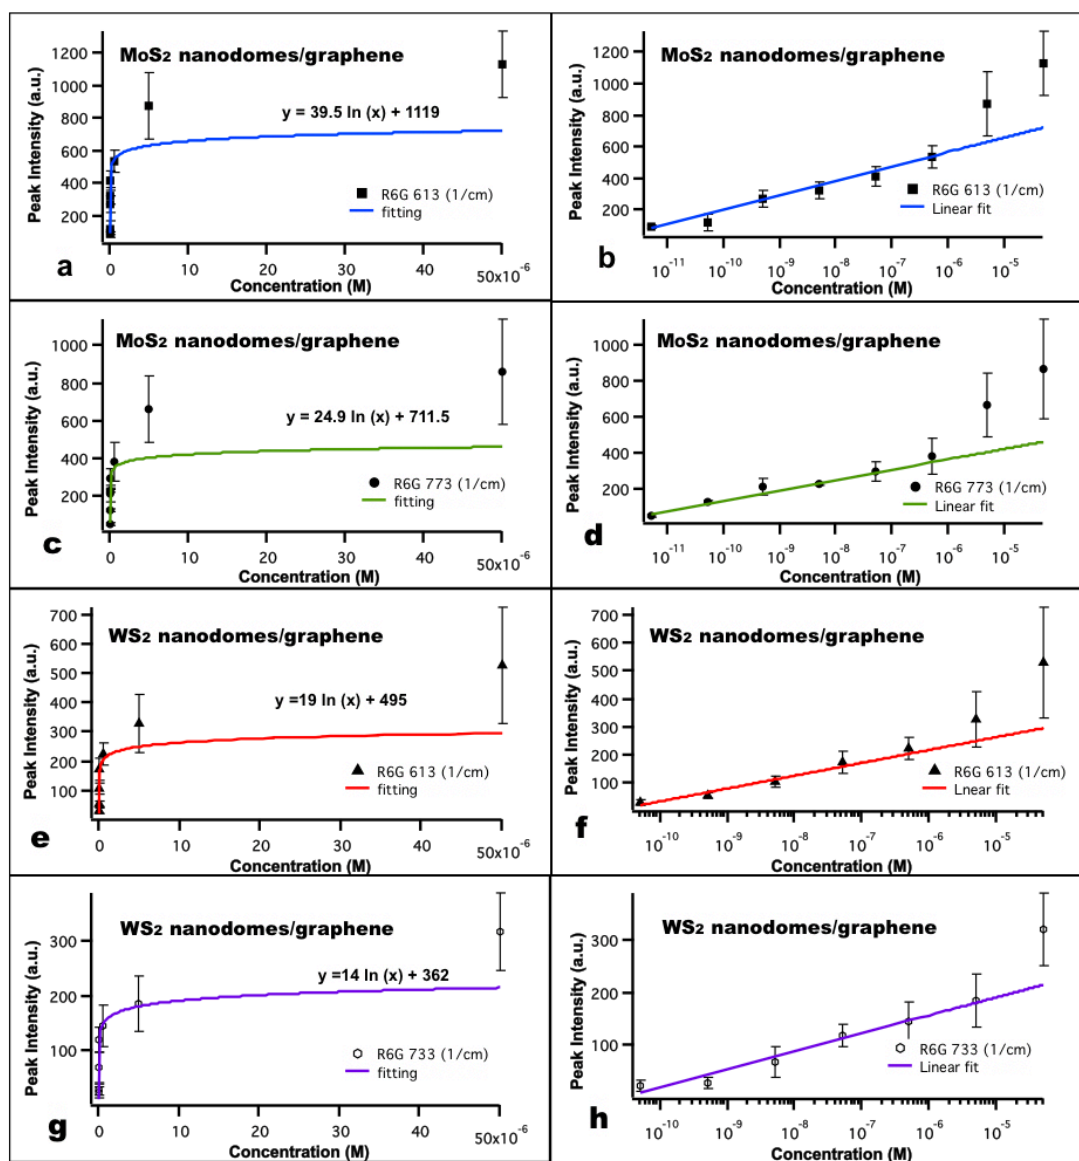 MoS2 nanodomes/graphene
Peak Intensity (a.u.)
1200
1000
800
600
400
200
y = 39.5 ln (x) + 1119
R6G 613 (1/cm)
fitting
0
10
20
30
40
50x10-6
Concentration (M)
a
MoS2 nanodomes/graphene
Peak Intensity (a.u.)
1200
1000
800
600
400
200
R6G 613 (1/cm)
Linear fit
10-11
10-10
10-9
10-8
10-7
10-6
10-5
Concentration (M)
b
MoS2 nanodomes/graphene
Peak Intensity (a.u.)
1000
800
600
400
200
y = 24.9 ln (x) + 711.5
R6G 773 (1/cm)
fitting
0
10
20
30
40
50x10-6
Concentration (M)
c
MoS2 nanodomes/graphene
Peak Intensity (a.u.)
1000
800
600
400
200
R6G 773 (1/cm)
Linear fit
10-11
10-10
10-9
10-8
10-7
10-6
10-5
Concentration (M)
d
WS2 nanodomes/graphene
Peak Intensity (a.u.)
700
600
500
400
300
200
100
y =19 ln (x) + 495
R6G 613 (1/cm)
fitting
0
10
20
30
40
50x10-6
Concentration (M)
e
WS2 nanodomes/graphene
Peak Intensity (a.u.)
700
600
500
400
300
200
100
R6G 613 (1/cm)
Linear fit
10-10
10-9
10-8
10-7
10-6
10-5
Concentration (M)
f
WS2 nanodomes/graphene
Peak Intensity (a.u.)
300
200
100
y =14 ln (x) + 362
R6G 733 (1/cm)
fitting
0
10
20
30
40
50x10-6
Concentration (M)
g
WS2 nanodomes/graphene
Peak Intensity (a.u.)
300
200
100
R6G 733 (1/cm)
Linear fit
10-10
10-9
10-8
10-7
10-6
10-5
Concentration (M)
h